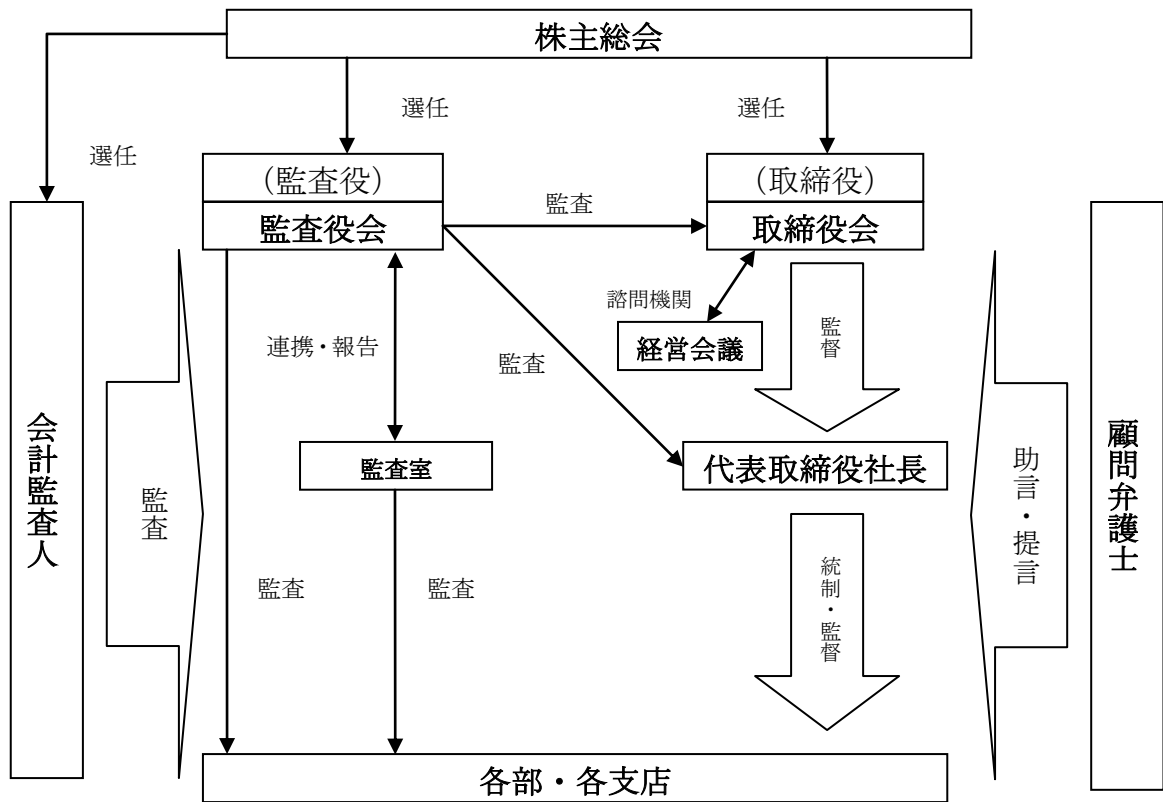 株主総会
選任
選任
選任
（監査役）
監査役会
監査
（取締役）
取締役会
諮問機関
経営会議
監督
連携・報告
監査
監査室
代表取締役社長
会計監査人
監査
監査
監査
統制・監督
助言・提言
顧問弁護士
各部・各支店